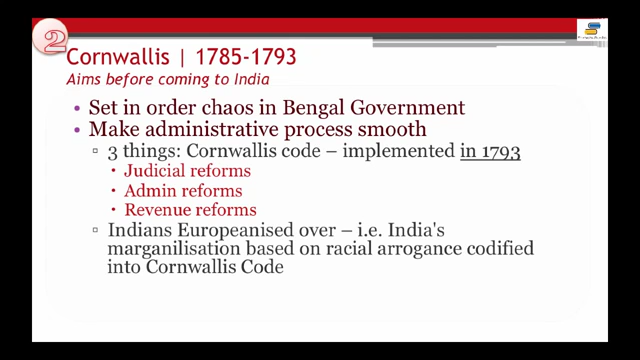 2
Cornwallis | 1785-1793
Aims before coming to India
• Set in order chaos in Bengal Government
• Make administrative process smooth
▫ 3 things: Cornwallis code – implemented in 1793
• Judicial reforms
• Admin reforms
• Revenue reforms
▫ Indians Europeanised over – i.e. India's
marganilisation based on racial arrogance codified
into Cornwallis Code